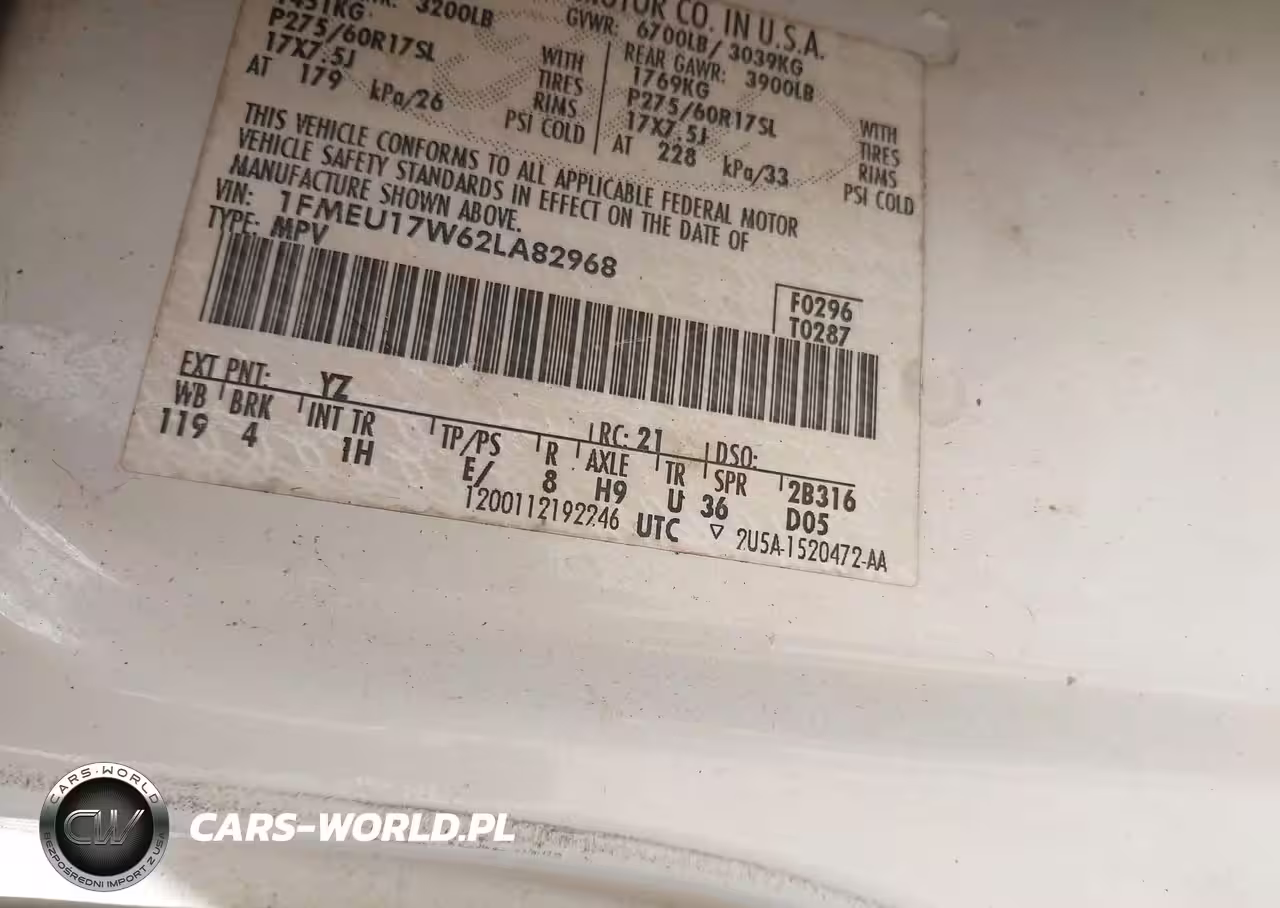 MOTOR CO. IN U.S.A.
3200LB
GVWR: 6700LB/ 3039KG
1451KG
REAR GAWR: 3900LB
P275/60R17SL
WITH
1769KG
17X7.5J
TIRES
P275/60R17SL
WITH
AT 179 kPa/26
RIMS
17X7.5J
TIRES
PSI COLD
AT 228 kPa/33
RIMS
PSI COLD
THIS VEHICLE CONFORMS TO ALL APPLICABLE FEDERAL MOTOR
VEHICLE SAFETY STANDARDS IN EFFECT ON THE DATE OF
MANUFACTURE SHOWN ABOVE.
VIN: 1FMEU17W62LA82968
TYPE: MPV
F0296
T0287
EXT PNT: YZ RC: 21 DSO:
WB BRK INT TR TP/PS R AXLE TR SPR 2B316
119 4 1H E/ 8 H9 U 36 D05
1200112192246 UTC ▽ 2U5A-1520472-AA
CARS-WORLD
CW
BEZPOŚREDNI IMPORT Z USA
CARS-WORLD.PL